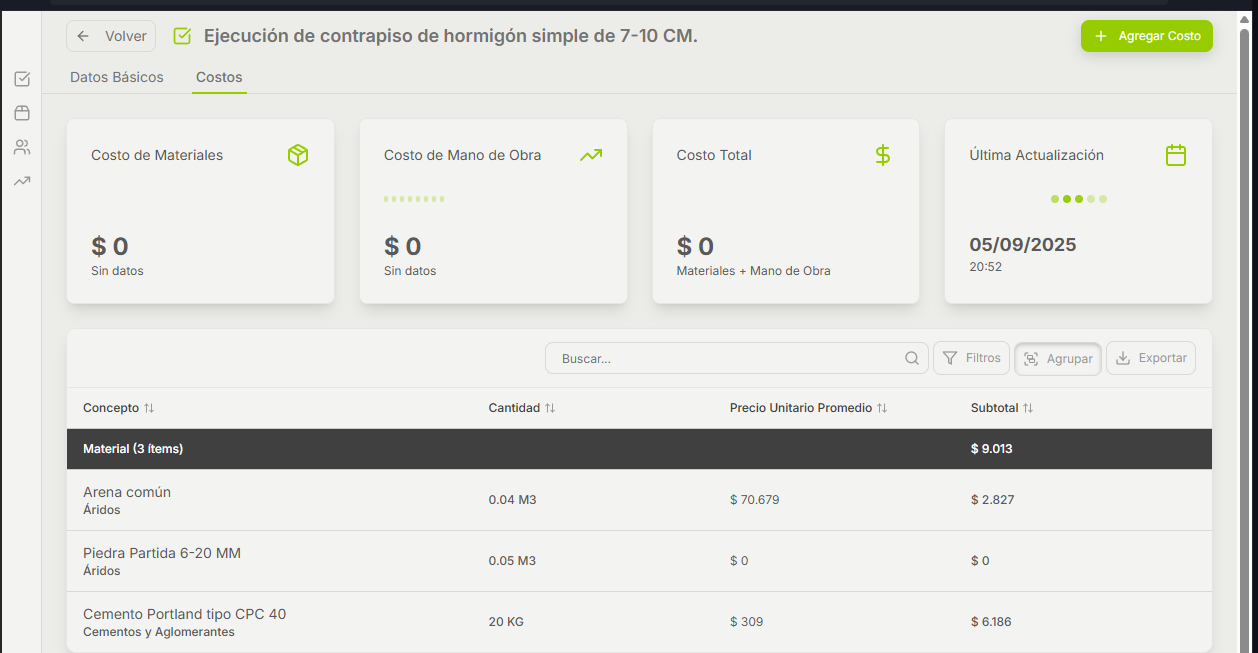 Volver
Ejecución de contrapiso de hormigón simple de 7-10 CM.
Agregar Costo
Datos Básicos
Costos
Costo de Materiales
$ 0
Sin datos
Costo de Mano de Obra
$ 0
Sin datos
Costo Total
$ 0
Materiales + Mano de Obra
Última Actualización
05/09/2025
20:52
Buscar...
Filtros
Agrupar
Exportar
Concepto Cantidad Precio Unitario Promedio Subtotal
Material (3 ítems) $ 9.013
Arena común
Áridos
0.04 M3 $ 70.679 $ 2.827
Piedra Partida 6-20 MM
Áridos
0.05 M3 $ 0 $ 0
Cemento Portland tipo CPC 40
Cementos y Aglomerantes
20 KG $ 309 $ 6.186